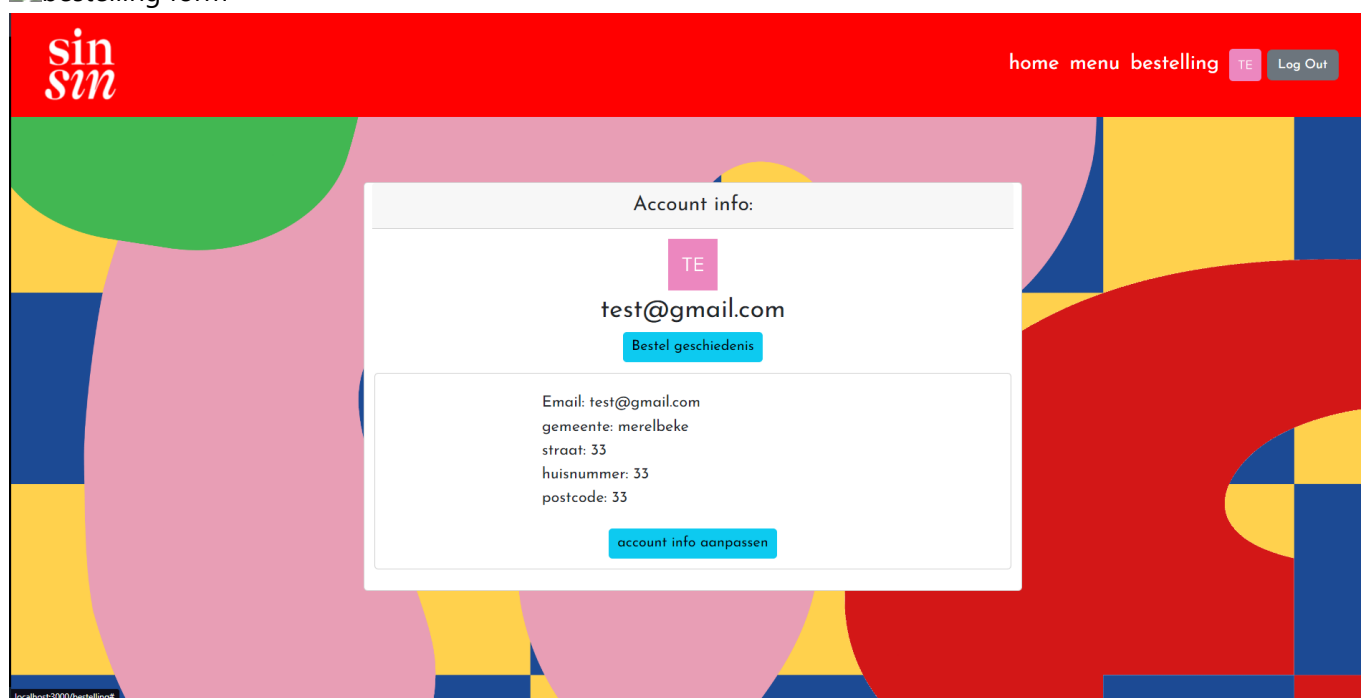 bestelling form
sin
sin
home menu bestelling TE Log Out
Account info:
TE
test@gmail.com
Bestel geschiedenis
Email: test@gmail.com
gemeente: merelbeke
straat: 33
huisnummer: 33
postcode: 33
account info aanpassen
localhost:3000/bestelling#